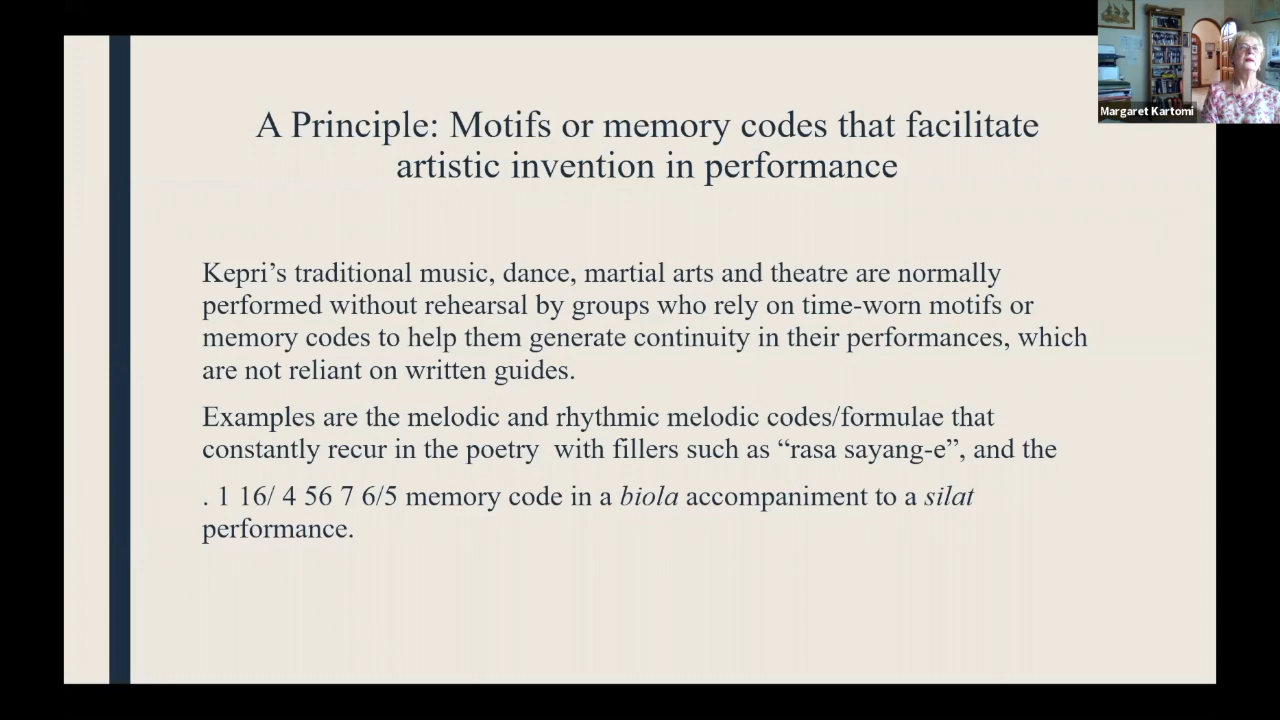 A Principle: Motifs or memory codes that facilitate
artistic invention in performance
Kepri’s traditional music, dance, martial arts and theatre are normally
performed without rehearsal by groups who rely on time-worn motifs or
memory codes to help them generate continuity in their performances, which
are not reliant on written guides.
Examples are the melodic and rhythmic melodic codes/formulae that
constantly recur in the poetry  with fillers such as “rasa sayang-e”, and the
. 1 16/ 4 56 7 6/5 memory code in a biola accompaniment to a silat
performance.
Margaret Kartomi